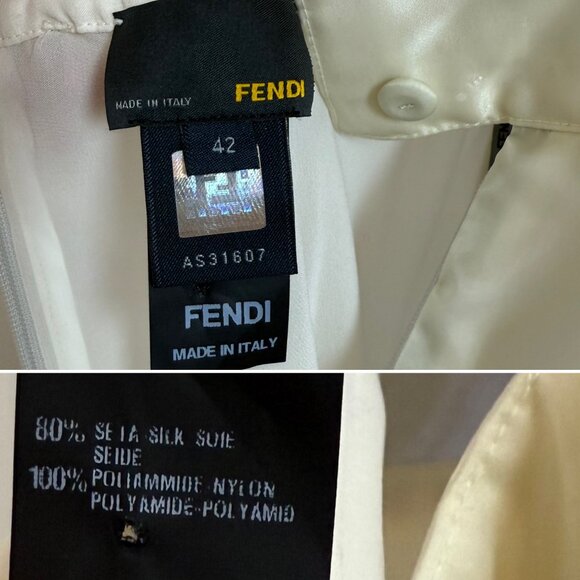 MADE IN ITALY
FENDI
42
AS31607
FENDI
MADE IN ITALY
80% SETA-SILK-SOIE
SEIDE
100% POLIAMMIDE-NYLON
POLYAMIDE-POLYAMID